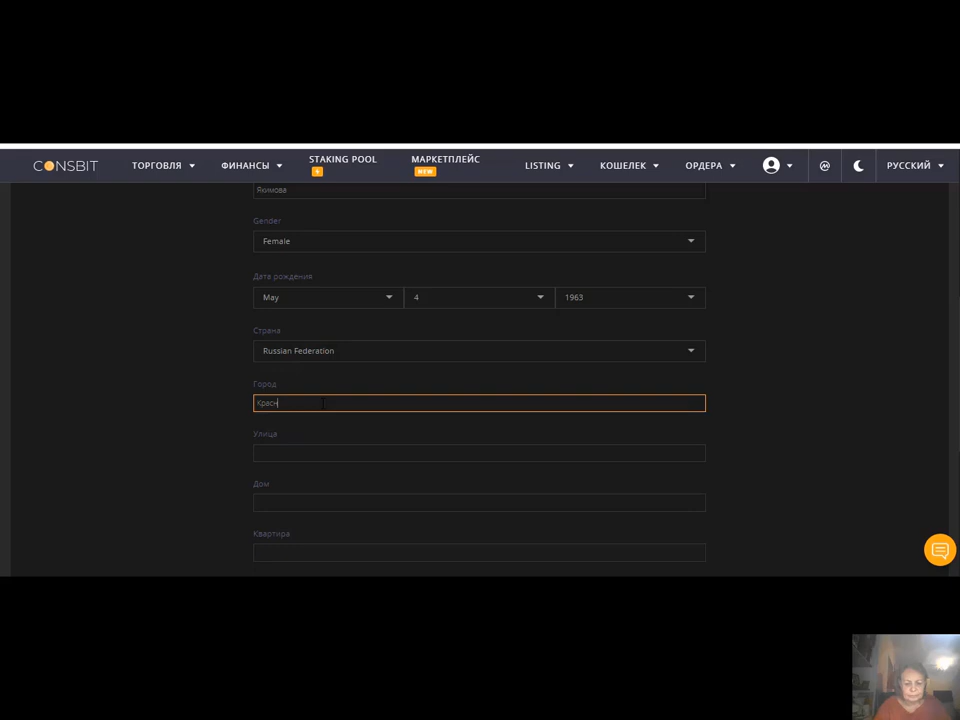 CONSBIT
ТОРГОВЛЯ
ФИНАНСЫ
STAKING POOL
МАРКЕТПЛЕЙС
NEW
LISTING
КОШЕЛЕК
ОРДЕРА
РУССКИЙ
Якимова
Gender
Female
Дата рождения
May
4
1963
Страна
Russian Federation
Город
Красн
Улица
Дом
Квартира